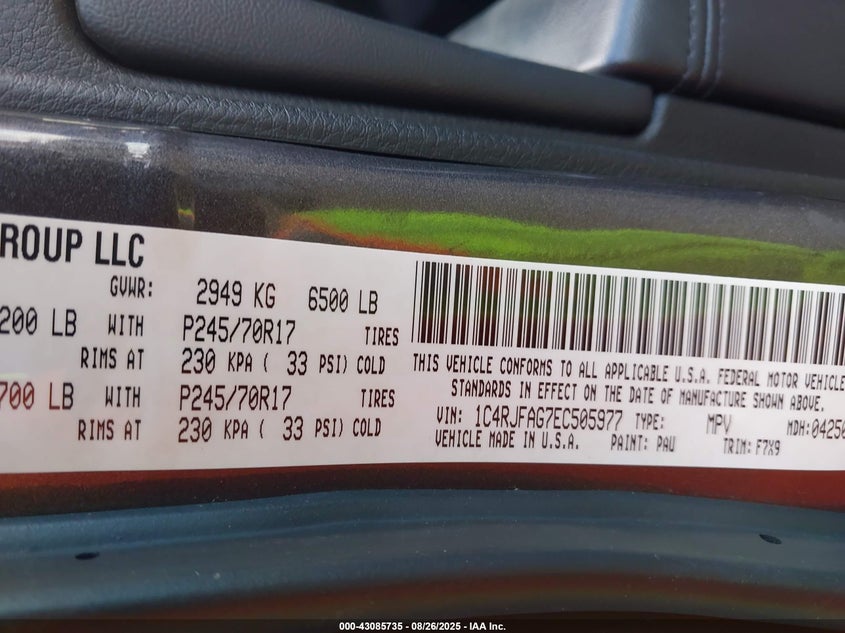 ROUP LLC
GVWR: 2949 KG 6500 LB
200 LB WITH P245/70R17 TIRES
RIMS AT 230 KPA ( 33 PSI) COLD
700 LB WITH P245/70R17 TIRES
RIMS AT 230 KPA ( 33 PSI) COLD
THIS VEHICLE CONFORMS TO ALL APPLICABLE U.S.A. FEDERAL MOTOR VEHICLE
STANDARDS IN EFFECT ON THE DATE OF MANUFACTURE SHOWN ABOVE.
VIN: 1C4RJFAG7EC505977 TYPE: MPV MDH: 04250
VEHICLE MADE IN U.S.A. PAINT: PAU TRIM: F7X9
000-43085735 - 08/26/2025 - IAA Inc.